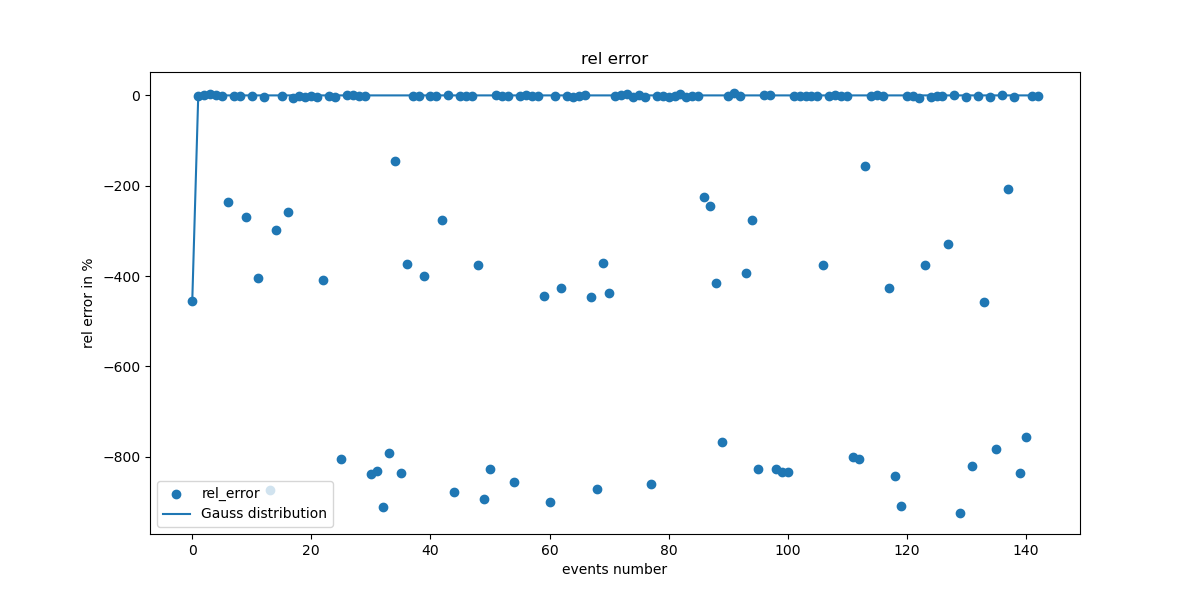 rel error
0
−200
−400
−600
−800
rel error in %
rel_error
Gauss distribution
0 20 40 60 80 100 120 140
events number